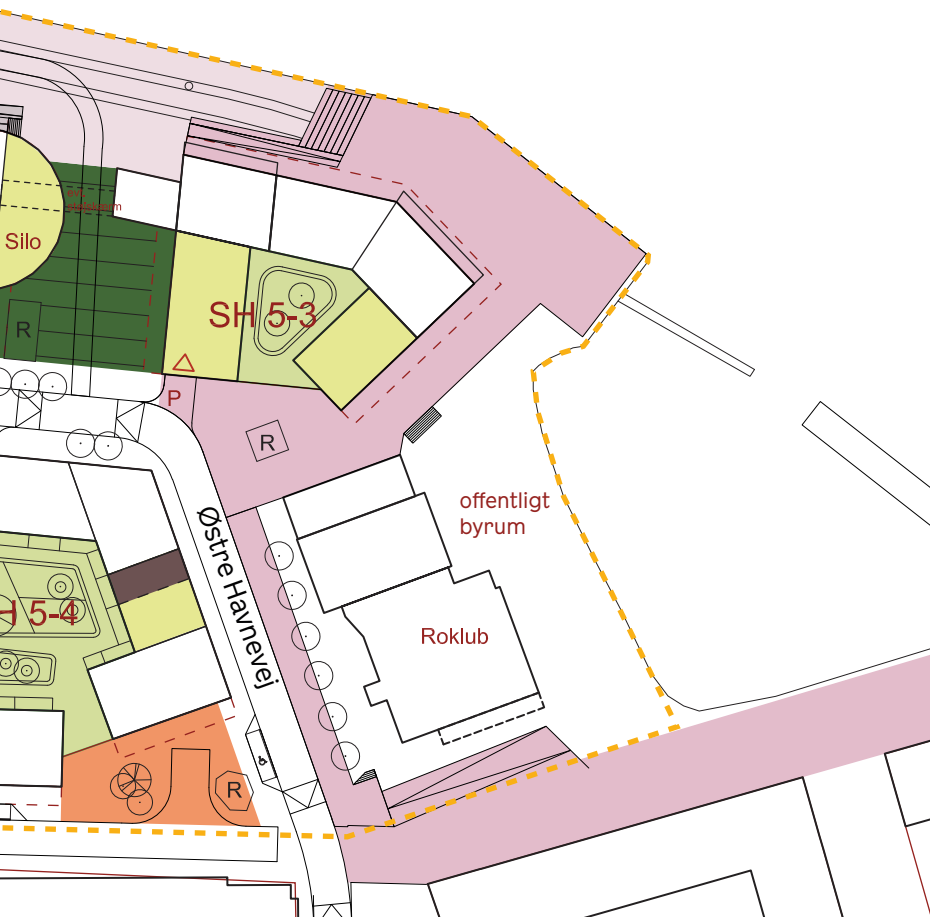 Silo
R
SH 5-3
P
R
offentligt
byrum
Østre Havnevej
H 5-4
Roklub
R